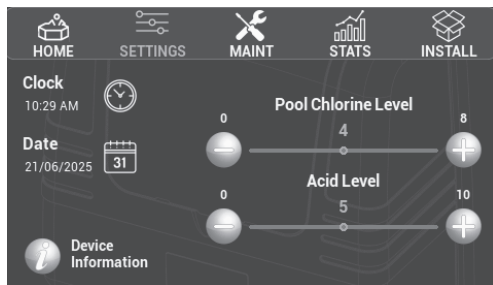 HOME SETTINGS MAINT STATS INSTALL
Clock
10:29 AM
Date
21/06/2025
31
Pool Chlorine Level
0 4 8
Acid Level
0 5 10
Device
Information